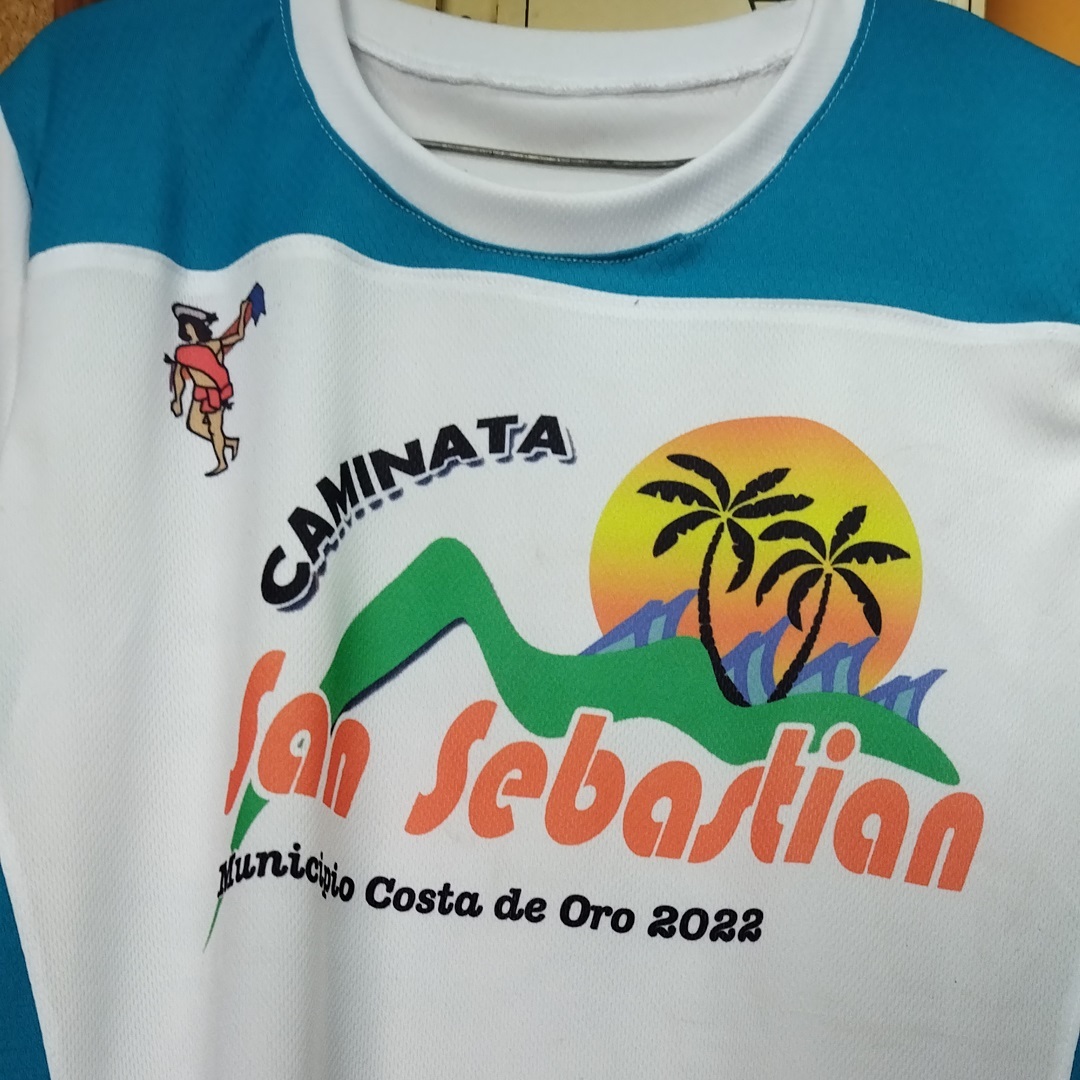 CAMINATA
San Sebastian
Municipio Costa de Oro 2022